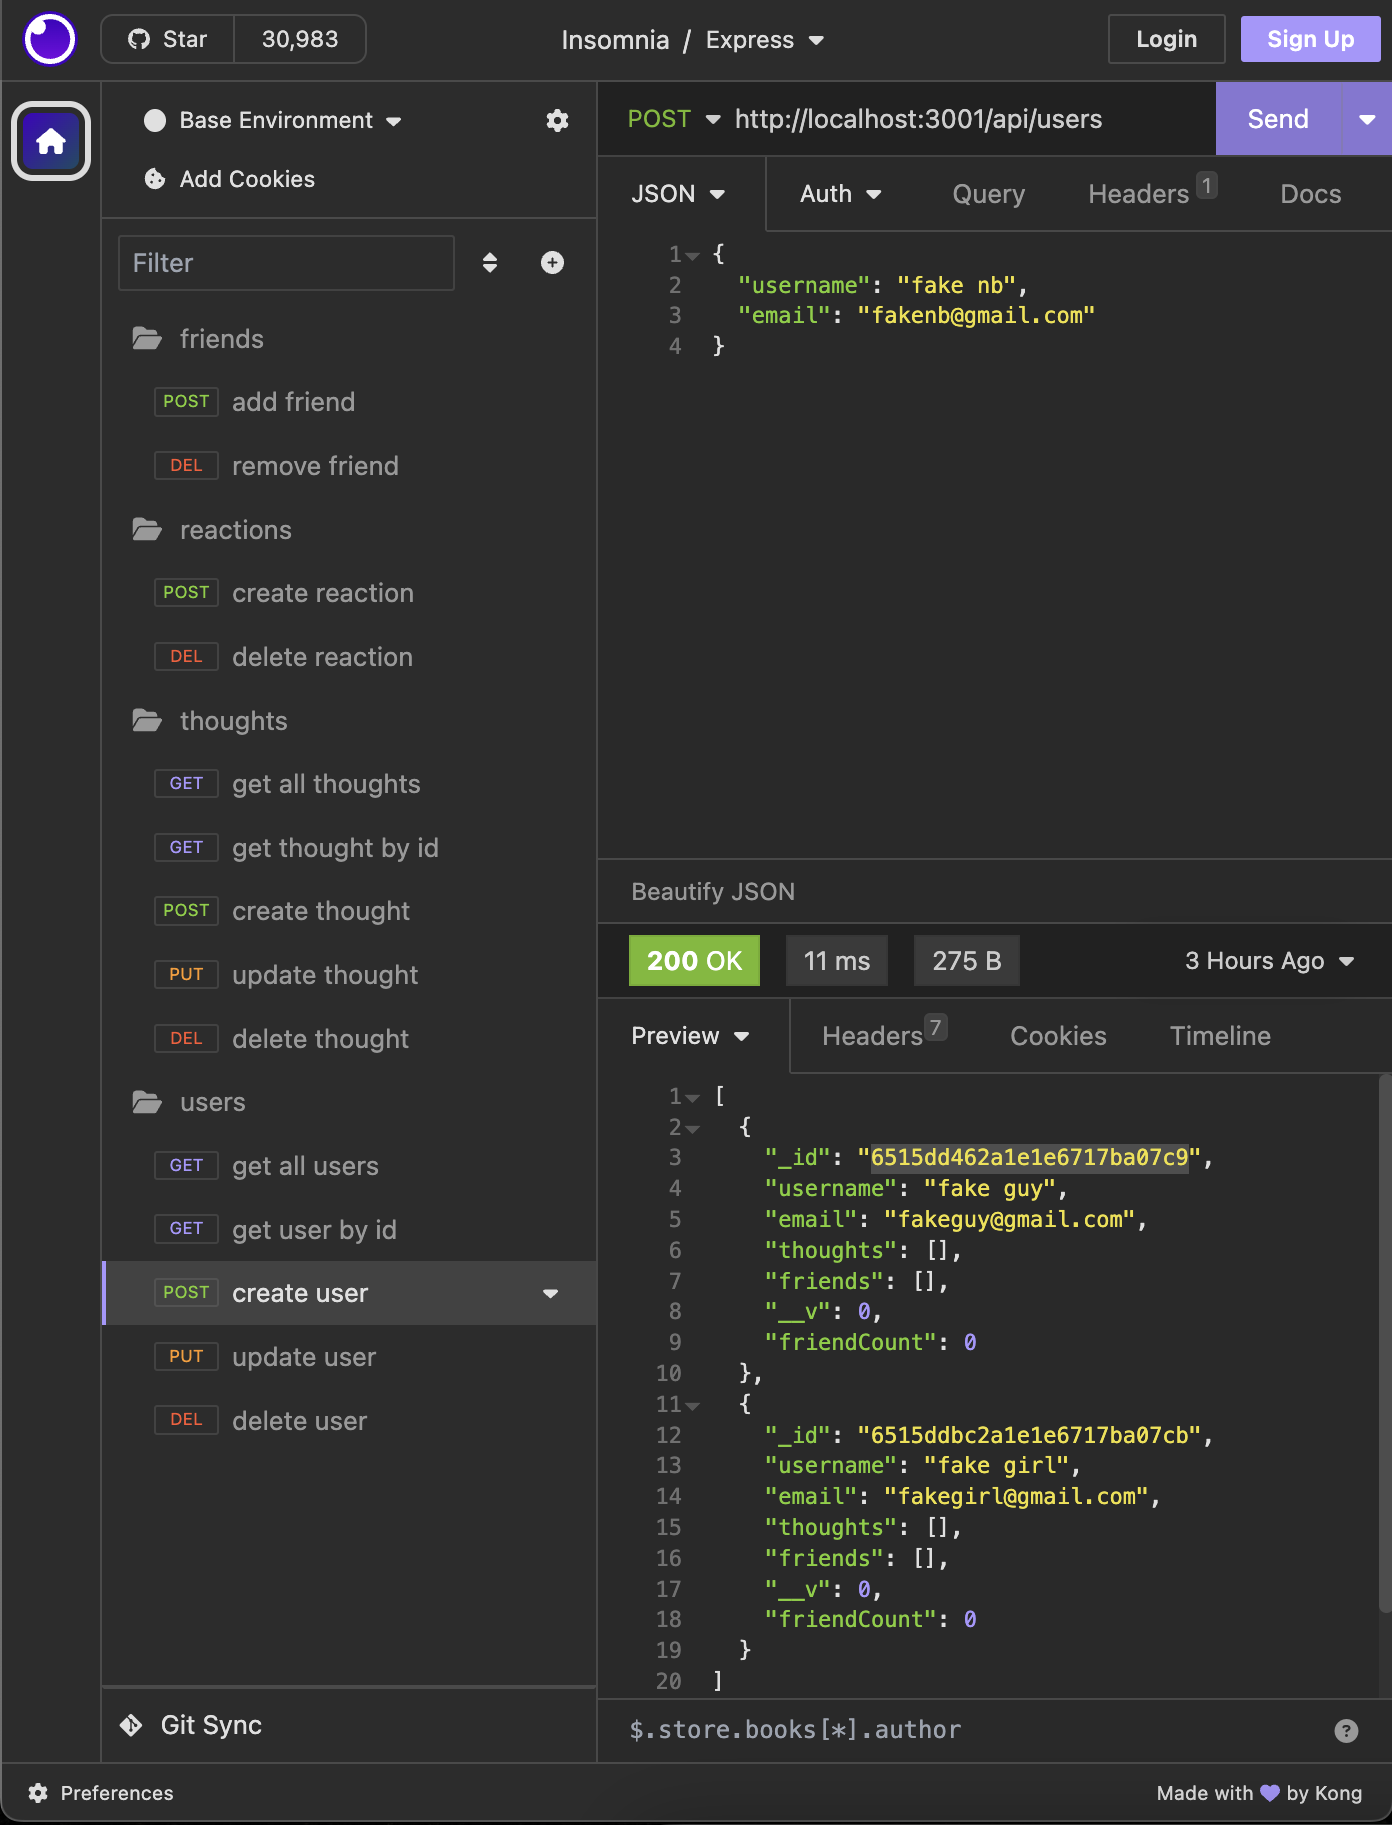 Star 30,983
Insomnia / Express
Login
Sign Up
Base Environment
Add Cookies
Filter
friends
POST add friend
DEL remove friend
reactions
POST create reaction
DEL delete reaction
thoughts
GET get all thoughts
GET get thought by id
POST create thought
PUT update thought
DEL delete thought
users
GET get all users
GET get user by id
POST create user
PUT update user
DEL delete user
Git Sync
POST http://localhost:3001/api/users
Send
JSON Auth Query Headers 1 Docs
1 {
2 "username": "fake nb",
3 "email": "fakenb@gmail.com"
4 }
Beautify JSON
200 OK 11 ms 275 B 3 Hours Ago
Preview Headers 7 Cookies Timeline
1 [
2 {
3 "_id": "6515dd462a1e1e6717ba07c9",
4 "username": "fake guy",
5 "email": "fakeguy@gmail.com",
6 "thoughts": [],
7 "friends": [],
8 "__v": 0,
9 "friendCount": 0
10 },
11 {
12 "_id": "6515ddbc2a1e1e6717ba07cb",
13 "username": "fake girl",
14 "email": "fakegirl@gmail.com",
15 "thoughts": [],
16 "friends": [],
17 "__v": 0,
18 "friendCount": 0
19 }
20 ]
$.store.books[*].author
Preferences
Made with 💜 by Kong